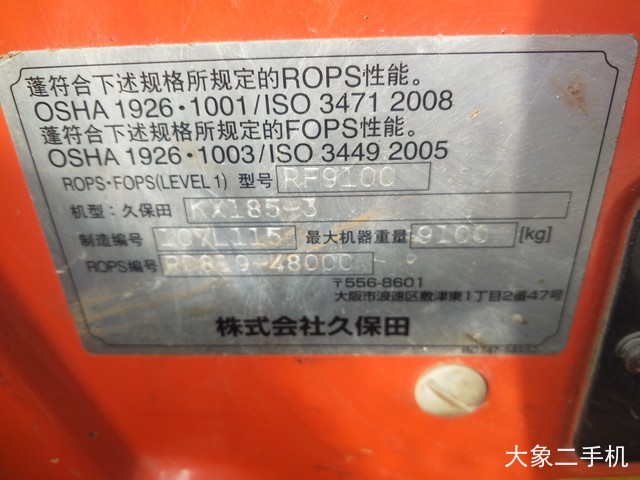 蓬符合下述规格所规定的ROPS性能。
OSHA 1926・1001/ISO 3471 2008
蓬符合下述规格所规定的FOPS性能。
OSHA 1926・1003/ISO 3449 2005
ROPS・FOPS(LEVEL 1) 型号 RF9100
机型:久保田 KX185-3
制造编号 最大机器重量 9100 [kg]
ROPS编号
〒556-8601
大阪市浪速区敷津東1丁目2番47号
株式会社久保田
大象二手机